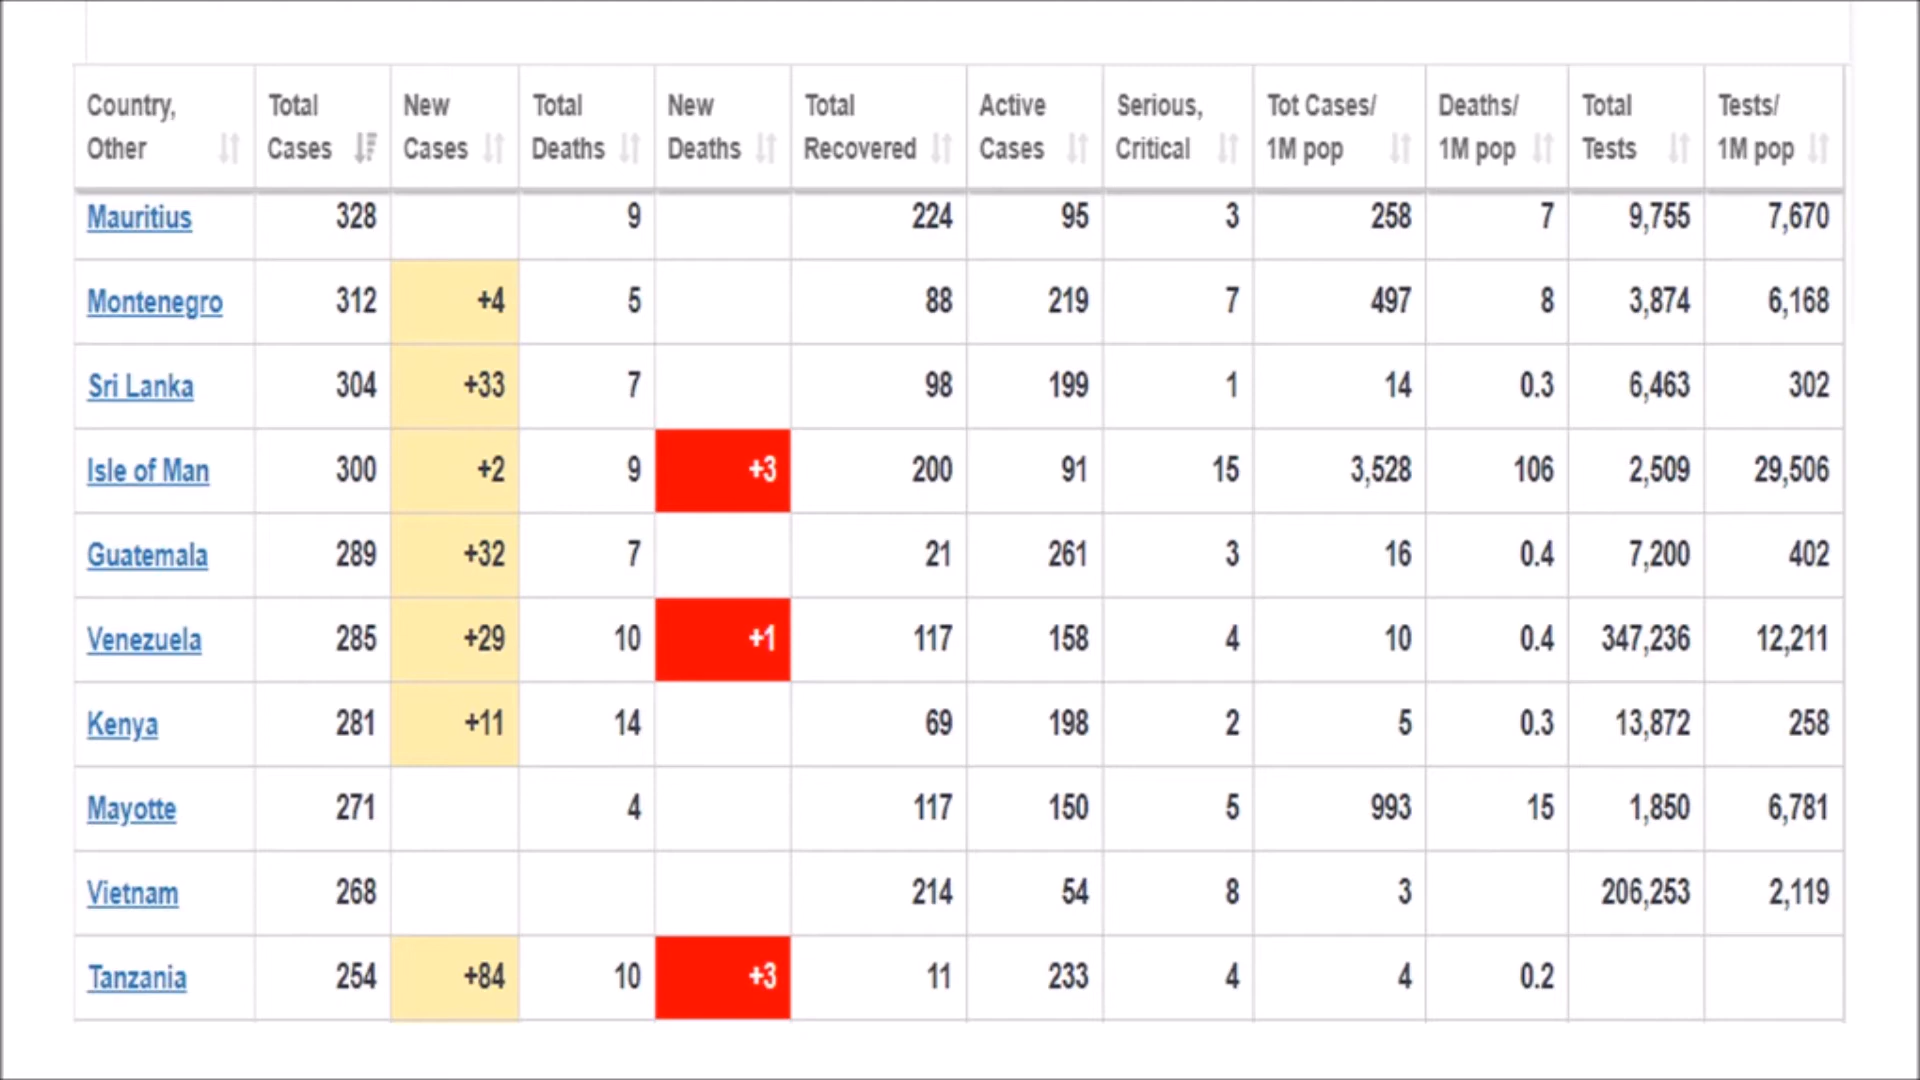 Country, Other Total Cases New Cases Total Deaths New Deaths Total Recovered Active Cases Serious, Critical Tot Cases/ 1M pop Deaths/ 1M pop Total Tests Tests/ 1M pop
Mauritius 328 9 224 95 3 258 7 9,755 7,670
Montenegro 312 +4 5 88 219 7 497 8 3,874 6,168
Sri Lanka 304 +33 7 98 199 1 14 0.3 6,463 302
Isle of Man 300 +2 9 +3 200 91 15 3,528 106 2,509 29,506
Guatemala 289 +32 7 21 261 3 16 0.4 7,200 402
Venezuela 285 +29 10 +1 117 158 4 10 0.4 347,236 12,211
Kenya 281 +11 14 69 198 2 5 0.3 13,872 258
Mayotte 271 4 117 150 5 993 15 1,850 6,781
Vietnam 268 214 54 8 3 206,253 2,119
Tanzania 254 +84 10 +3 11 233 4 4 0.2